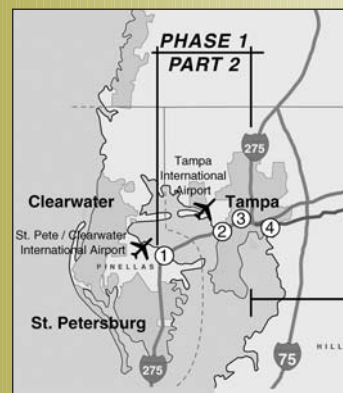 PHASE 1
PART 2
275
Tampa
International
Airport
Clearwater
Tampa
3
2
4
St. Pete / Clearwater
International Airport
1
PINELLAS
St. Petersburg
275
75
HILL